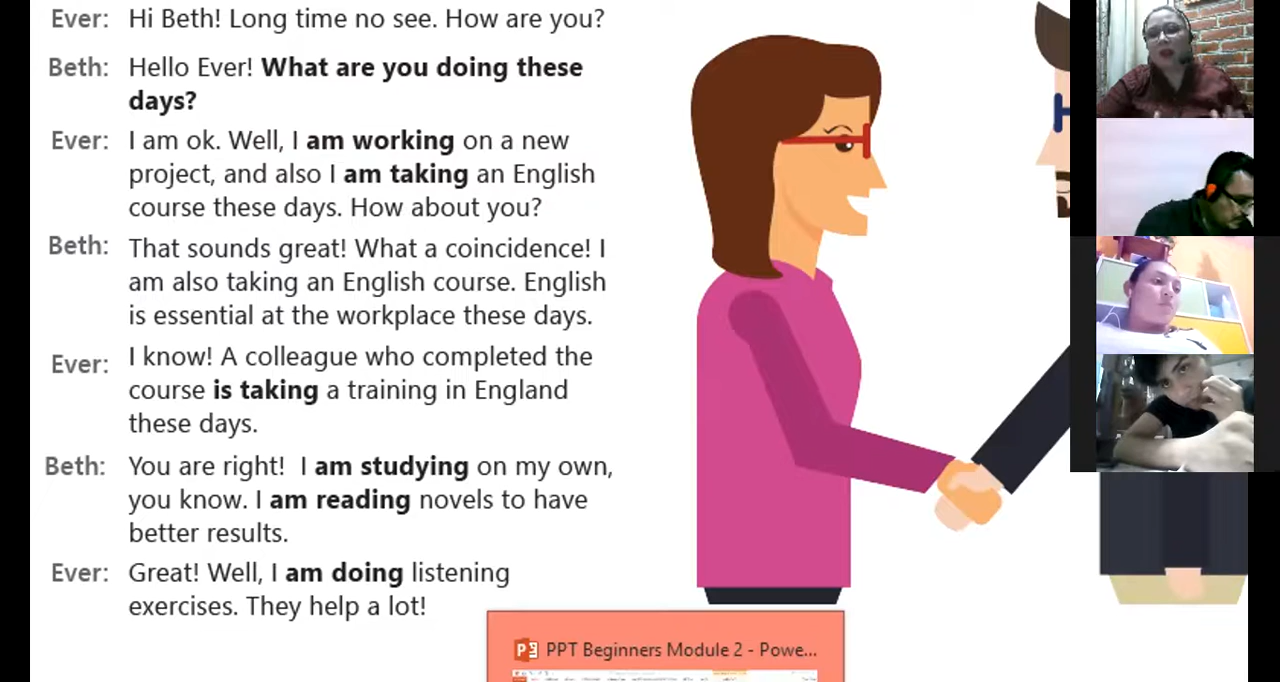 Ever: Hi Beth! Long time no see. How are you?
Beth: Hello Ever! What are you doing these
days?
Ever: I am ok. Well, I am working on a new
project, and also I am taking an English
course these days. How about you?
Beth: That sounds great! What a coincidence! I
am also taking an English course. English
is essential at the workplace these days.
Ever: I know! A colleague who completed the
course is taking a training in England
these days.
Beth: You are right! I am studying on my own,
you know. I am reading novels to have
better results.
Ever: Great! Well, I am doing listening
exercises. They help a lot!
PPT Beginners Module 2 - Powe...